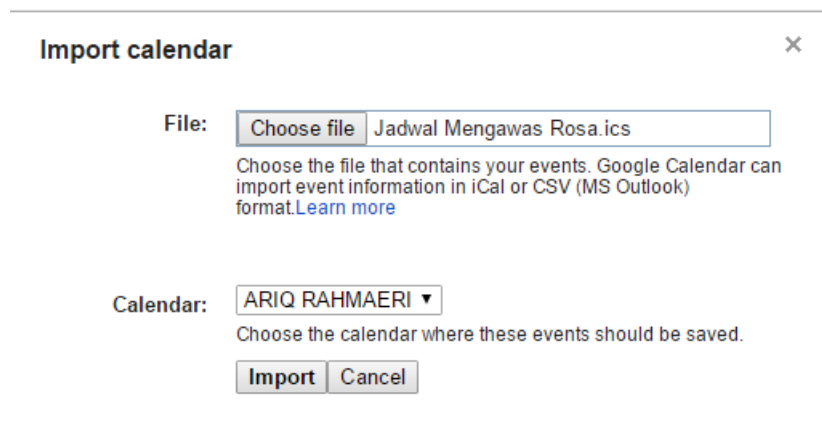 Import calendar ×
File: Choose file Jadwal Mengawas Rosa.ics
Choose the file that contains your events. Google Calendar can
import event information in iCal or CSV (MS Outlook)
format.Learn more
Calendar: ARIQ RAHMAERI ▼
Choose the calendar where these events should be saved.
Import Cancel